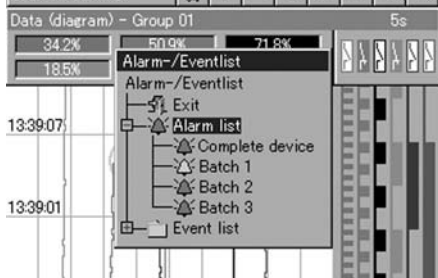 Data (diagram) - Group 01 5s
34.2% 50.9% 71.8%
18.5%
Alarm-/Eventlist
Alarm-/Eventlist
Exit
Alarm list
Complete device
Batch 1
Batch 2
Batch 3
Event list
13:39:07
13:39:01